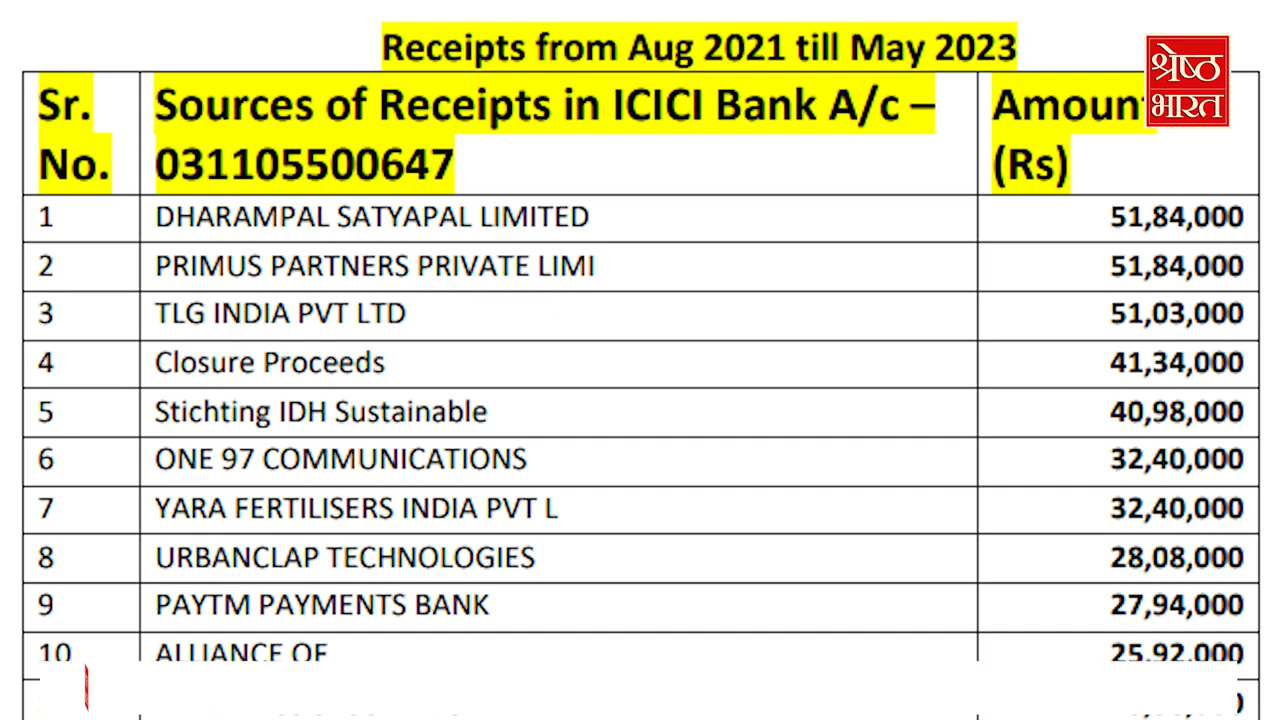 Receipts from Aug 2021 till May 2023
श्रेष्ठ
भारत
Sr. Sources of Receipts in ICICI Bank A/c – Amoun
No. 031105500647 (Rs)
1 DHARAMPAL SATYAPAL LIMITED 51,84,000
2 PRIMUS PARTNERS PRIVATE LIMI 51,84,000
3 TLG INDIA PVT LTD 51,03,000
4 Closure Proceeds 41,34,000
5 Stichting IDH Sustainable 40,98,000
6 ONE 97 COMMUNICATIONS 32,40,000
7 YARA FERTILISERS INDIA PVT L 32,40,000
8 URBANCLAP TECHNOLOGIES 28,08,000
9 PAYTM PAYMENTS BANK 27,94,000
10 ALLIANCE OF 25,92,000